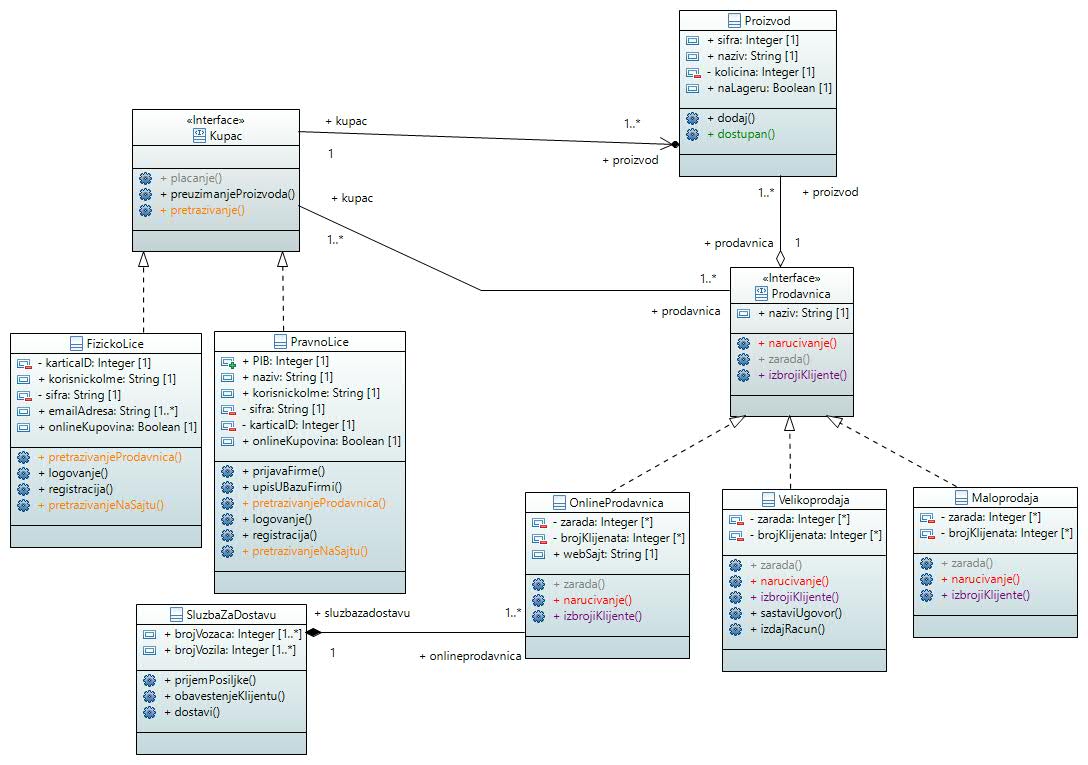 Proizvod
+ sifra: Integer [1]
+ naziv: String [1]
- kolicina: Integer [1]
+ naLageru: Boolean [1]
+ dodaj()
+ dostupan()
«Interface»
Kupac
+ placanje()
+ preuzimanjeProizvoda()
+ pretrazivanje()
+ kupac
1
1..*
+ proizvod
+ kupac
1..*
1..*
+ prodavnica
1..*
+ proizvod
+ prodavnica
1
«Interface»
Prodavnica
+ naziv: String [1]
+ narucivanje()
+ zarada()
+ izbrojiKlijente()
FizickoLice
- karticaID: Integer [1]
+ korisnickoIme: String [1]
- sifra: String [1]
+ emailAdresa: String [1..*]
+ onlineKupovina: Boolean [1]
+ pretrazivanjeProdavnica()
+ logovanje()
+ registracija()
+ pretrazivanjeNaSajtu()
PravnoLice
+ PIB: Integer [1]
+ naziv: String [1]
+ korisnickoIme: String [1]
- sifra: String [1]
- karticaID: Integer [1]
+ onlineKupovina: Boolean [1]
+ prijavaFirme()
+ upisUBazuFirmi()
+ pretrazivanjeProdavnica()
+ logovanje()
+ registracija()
+ pretrazivanjeNaSajtu()
OnlineProdavnica
- zarada: Integer [*]
- brojKlijenata: Integer [*]
+ webSajt: String [1]
+ zarada()
+ narucivanje()
+ izbrojiKlijente()
Velikoprodaja
- zarada: Integer [*]
- brojKlijenata: Integer [*]
+ zarada()
+ narucivanje()
+ izbrojiKlijente()
+ sastaviUgovor()
+ izdajRacun()
Maloprodaja
- zarada: Integer [*]
- brojKlijenata: Integer [*]
+ zarada()
+ narucivanje()
+ izbrojiKlijente()
SluzbaZaDostavu
+ brojVozaca: Integer [1..*]
+ brojVozila: Integer [1..*]
+ prijemPosiljke()
+ obavestenjeKlijentu()
+ dostavi()
+ sluzbazadostavu
1
1..*
+ onlineprodavnica